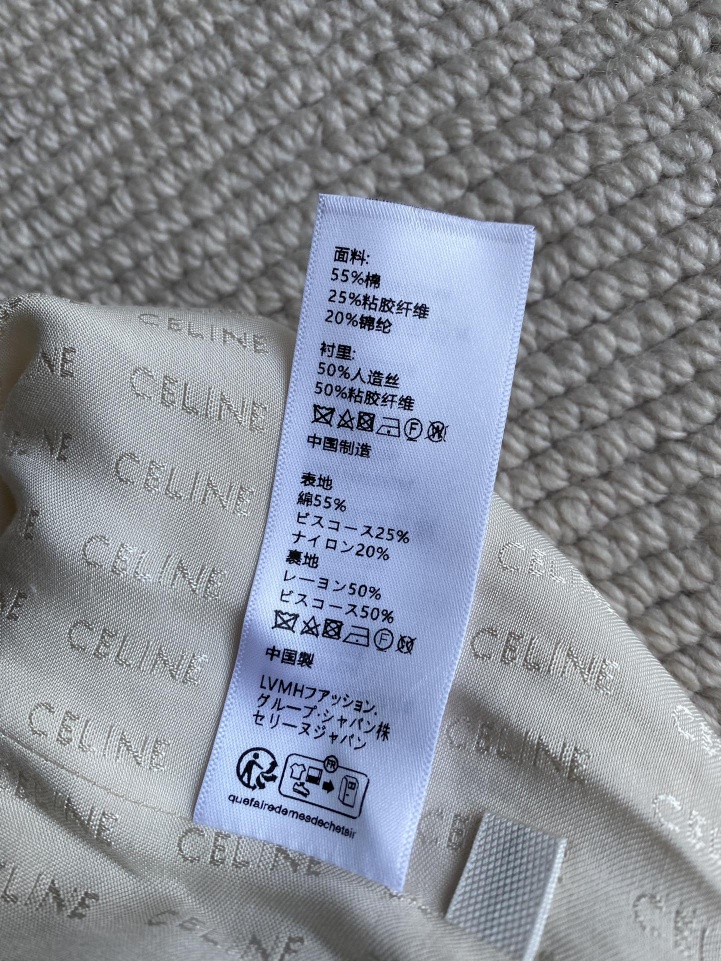 面料:
55%棉
25%粘胶纤维
20%锦纶
衬里:
50%人造丝
50%粘胶纤维
中国制造
表地
綿55%
ビスコース25%
ナイロン20%
裏地
レーヨン50%
ビスコース50%
中国製
LVMHファッション.
グループ·ジャパン株
セリーヌジャパン
FR
quefairedemesdechetsfr
CELINE
CELINE
CELINE
CELINE
CELINE
CELINE
CELINE
CELINE
CELINE
CELINE